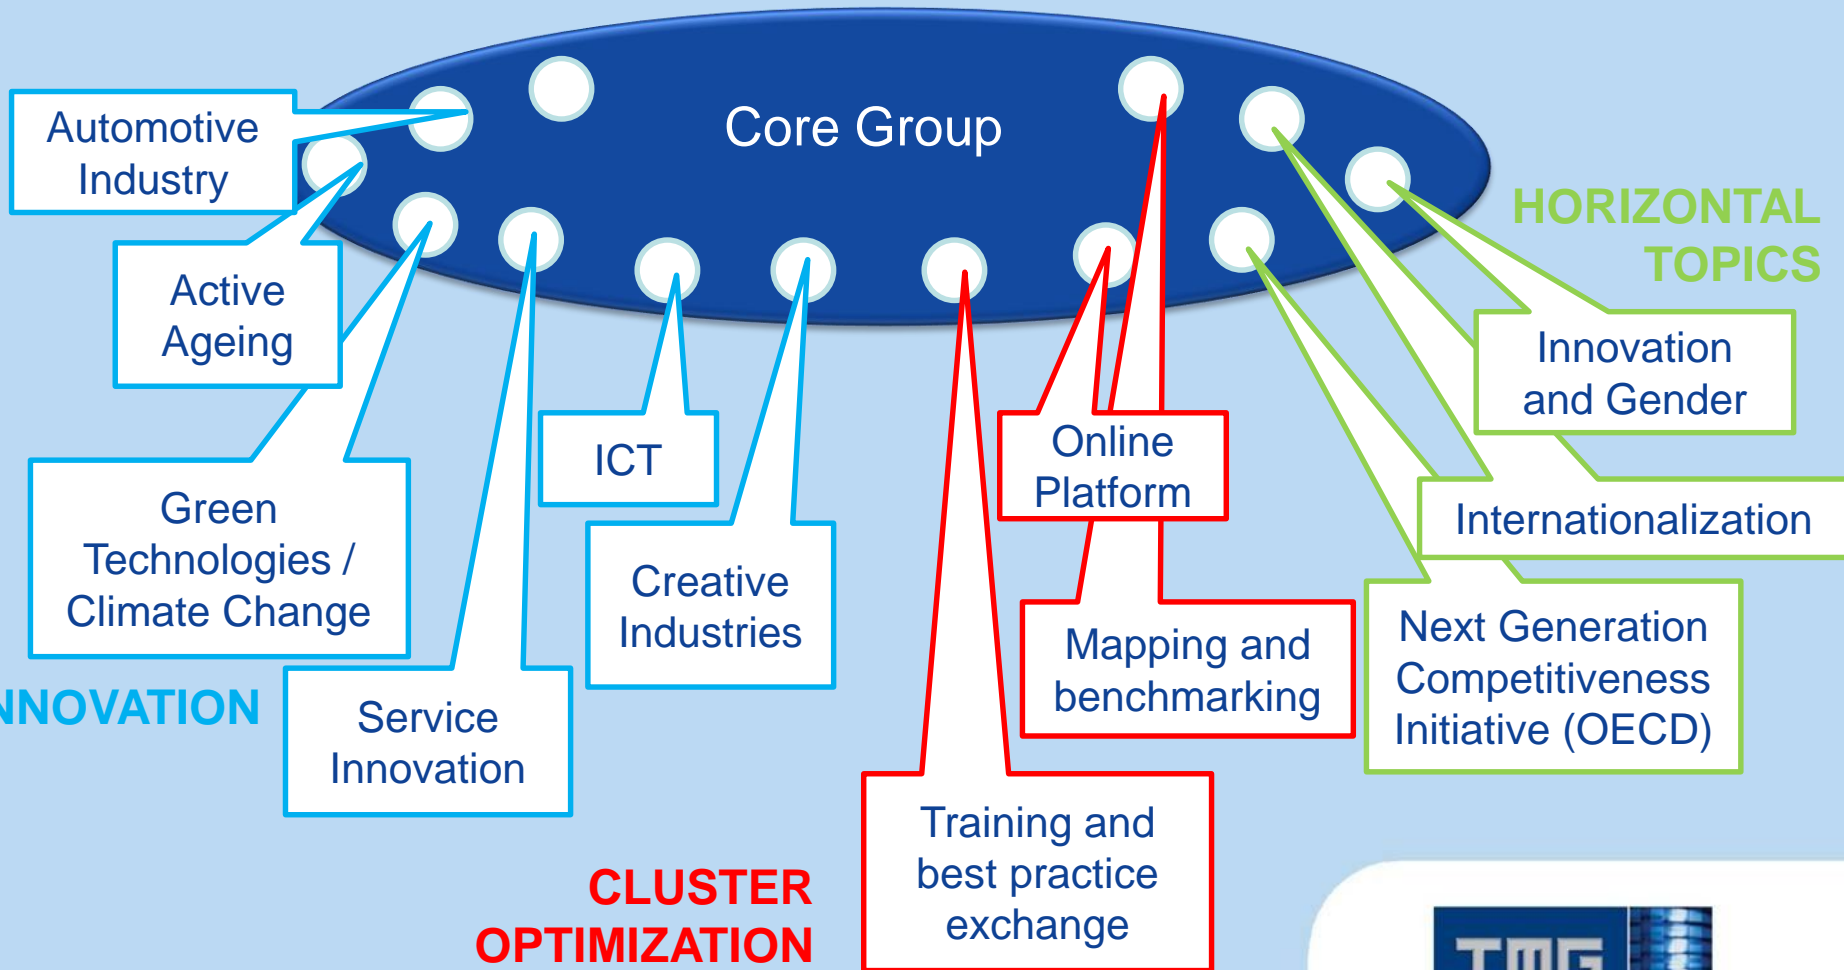 Core Group
Automotive
Industry
HORIZONTAL
TOPICS
Active
Ageing
Innovation
and Gender
ICT
Online
Platform
Green
Technologies /
Climate Change
Internationalization
Creative
Industries
Mapping and
benchmarking
Next Generation
Competitiveness
Initiative (OECD)
NNOVATION
Service
Innovation
Training and
best practice
exchange
CLUSTER
OPTIMIZATION
TMG